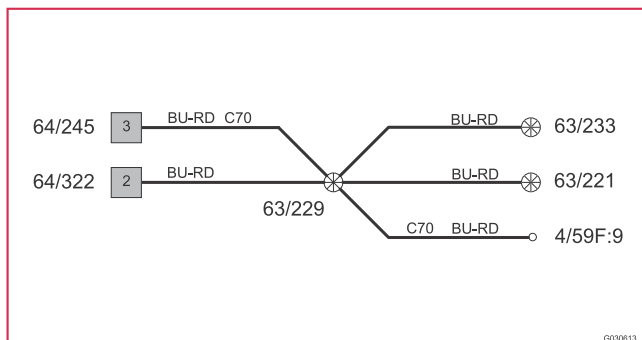 64/245 3 BU-RD C70 BU-RD 63/233
64/322 2 BU-RD BU-RD 63/221
63/229
C70 BU-RD 4/59F:9
G030613